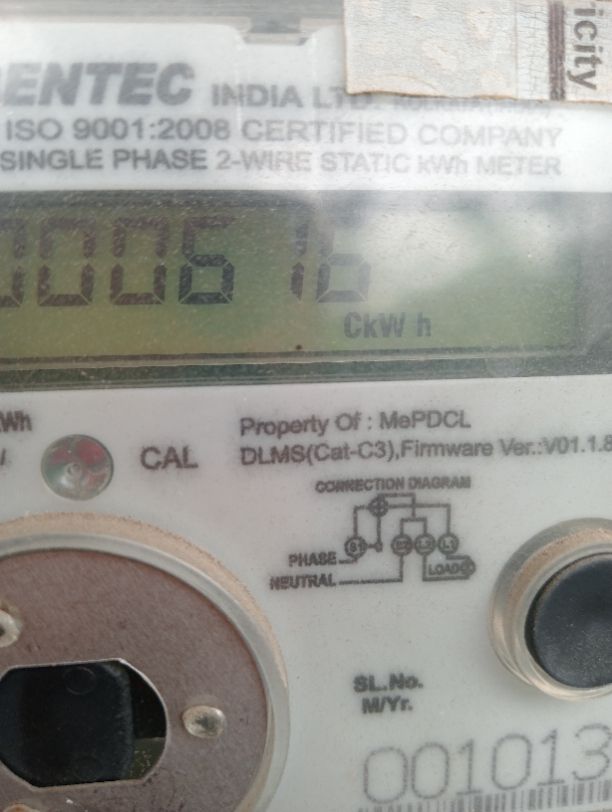 ENTEC INDIA LTD.
icity
ISO 9001:2008 CERTIFIED COMPANY
SINGLE PHASE 2-WIRE STATIC kWh METER
000616
CkW h
Property Of : MePDCL
CAL
DLMS(Cat-C3),Firmware Ver.:V01.1.8
CONNECTION DIAGRAM
PHASE
NEUTRAL
LOAD
SL.No.
M/Yr.
001013